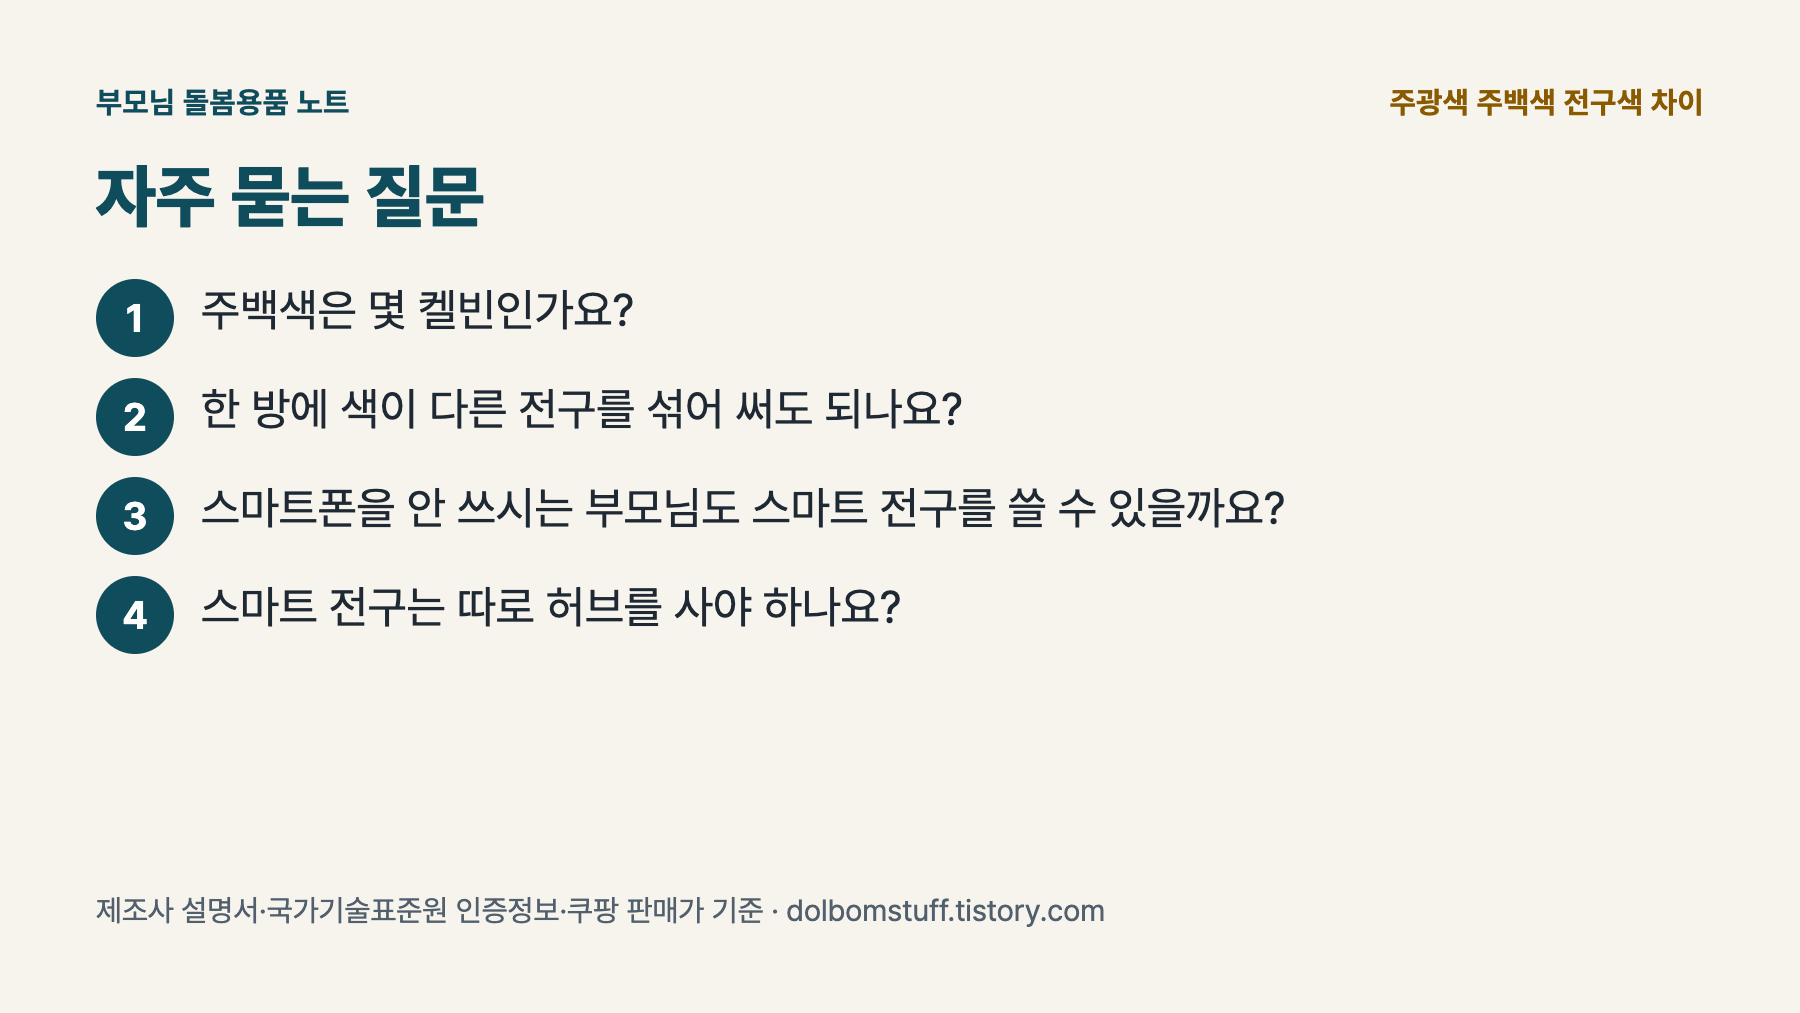 부모님 돌봄용품 노트
주광색 주백색 전구색 차이
자주 묻는 질문
1 주백색은 몇 켈빈인가요?
2 한 방에 색이 다른 전구를 섞어 써도 되나요?
3 스마트폰을 안 쓰시는 부모님도 스마트 전구를 쓸 수 있을까요?
4 스마트 전구는 따로 허브를 사야 하나요?
제조사 설명서·국가기술표준원 인증정보·쿠팡 판매가 기준 · dolbomstuff.tistory.com